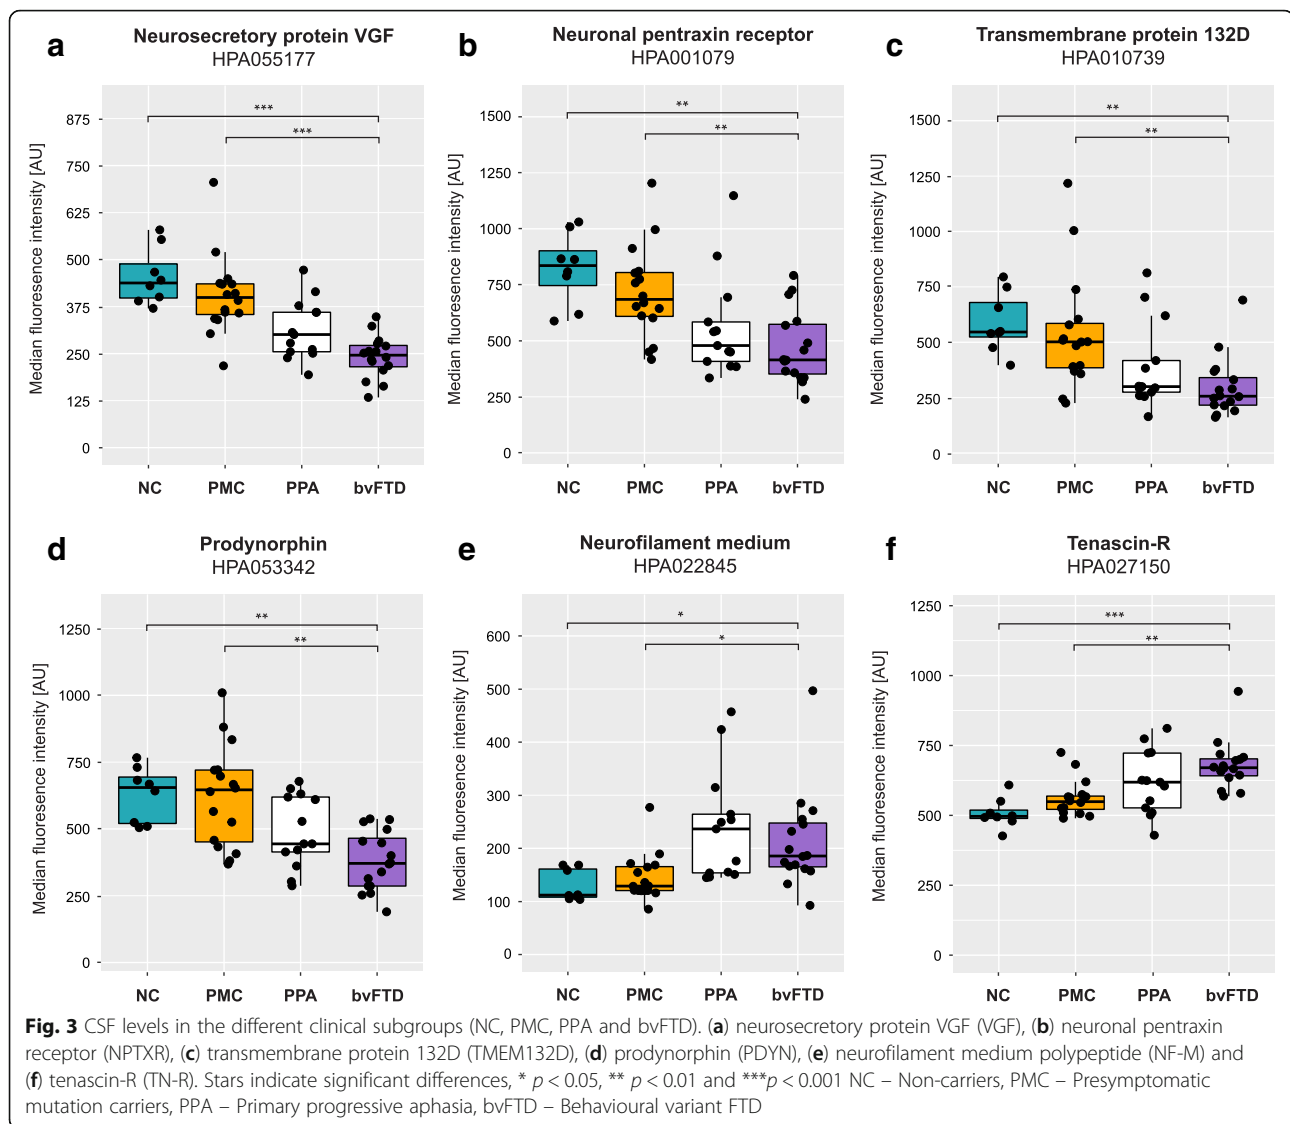 a
Neurosecretory protein VGF
HPA055177
Median fluoresence intensity [AU]
875
750
625
500
375
250
125
0
***
***
NC PMC PPA bvFTD
b
Neuronal pentraxin receptor
HPA001079
Median fluoresence intensity [AU]
1500
1250
1000
750
500
250
0
**
**
NC PMC PPA bvFTD
c
Transmembrane protein 132D
HPA010739
Median fluoresence intensity [AU]
1500
1250
1000
750
500
250
0
**
**
NC PMC PPA bvFTD
d
Prodynorphin
HPA053342
Median fluoresence intensity [AU]
1250
1000
750
500
250
0
**
**
NC PMC PPA bvFTD
e
Neurofilament medium
HPA022845
Median fluoresence intensity [AU]
600
500
400
300
200
100
0
*
*
NC PMC PPA bvFTD
f
Tenascin-R
HPA027150
Median fluoresence intensity [AU]
1250
1000
750
500
250
0
***
**
NC PMC PPA bvFTD
Fig. 3 CSF levels in the different clinical subgroups (NC, PMC, PPA and bvFTD). (a) neurosecretory protein VGF (VGF), (b) neuronal pentraxin
receptor (NPTXR), (c) transmembrane protein 132D (TMEM132D), (d) prodynorphin (PDYN), (e) neurofilament medium polypeptide (NF-M) and
(f) tenascin-R (TN-R). Stars indicate significant differences, * p < 0.05, ** p < 0.01 and ***p < 0.001 NC – Non-carriers, PMC – Presymptomatic
mutation carriers, PPA – Primary progressive aphasia, bvFTD – Behavioural variant FTD